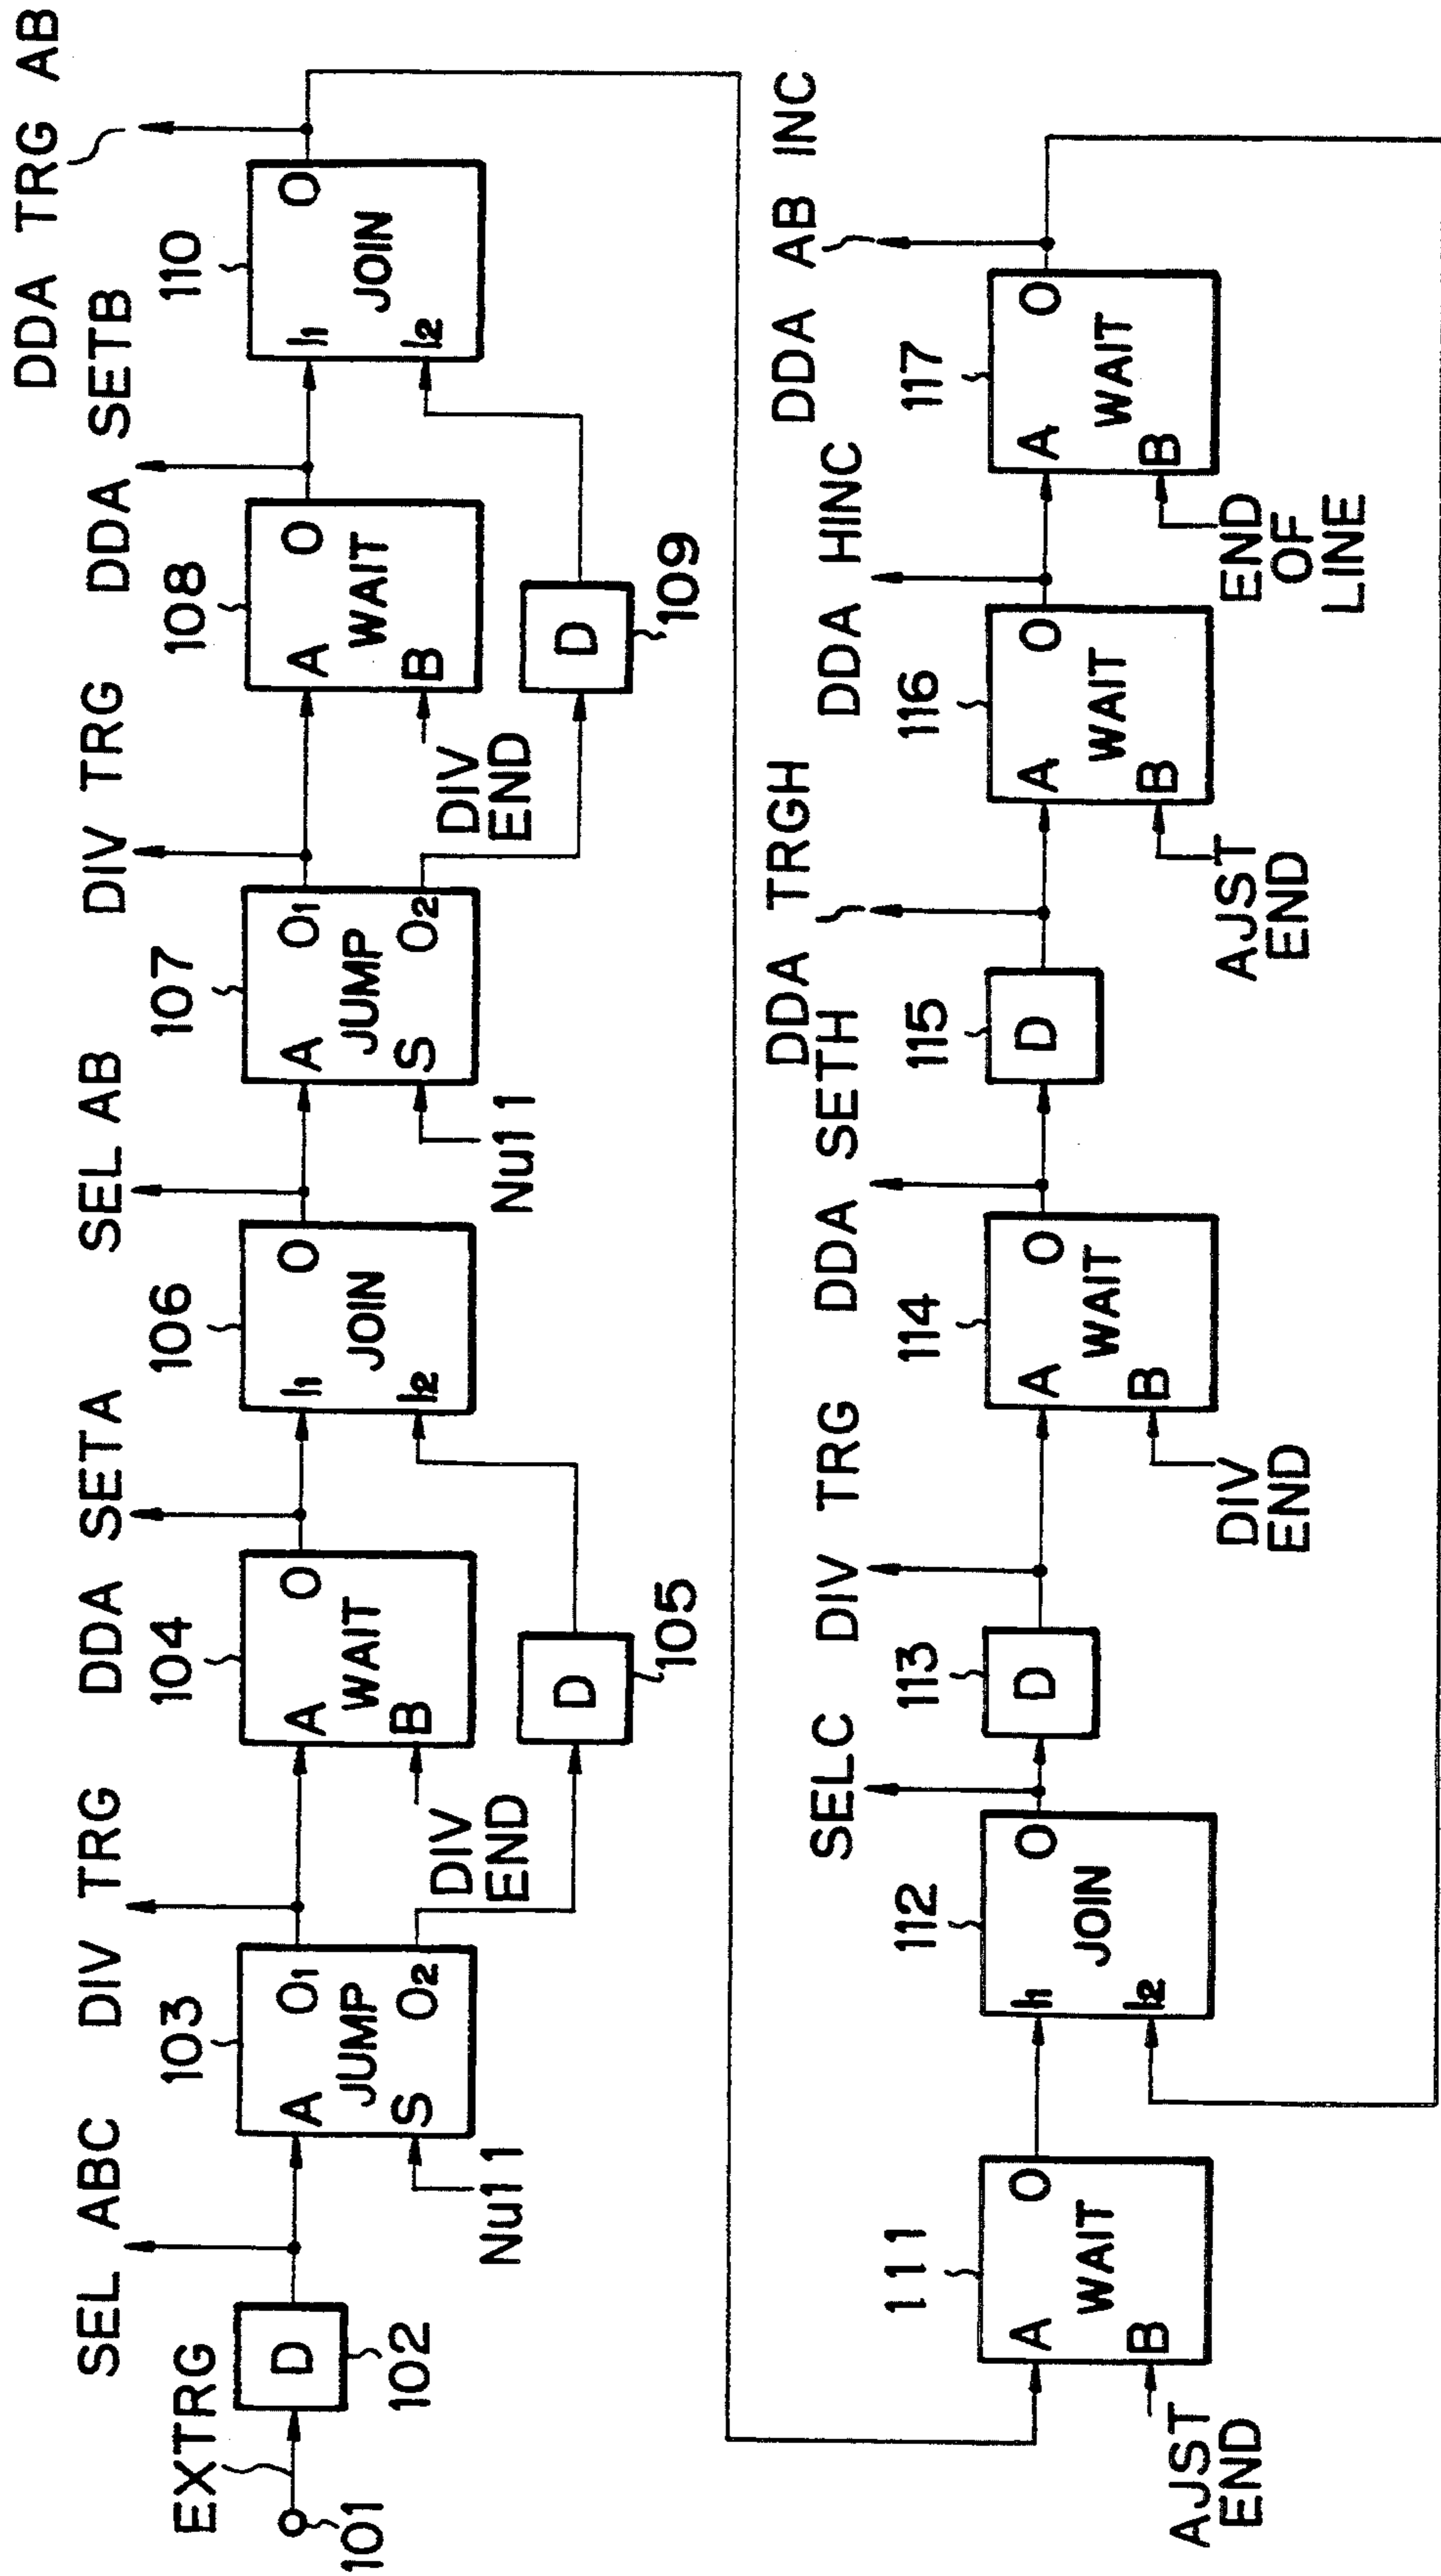 DDA TRG AB
SEL ABC
DIV TRG
DDA SETA
SEL AB
DIV TRG
DDA SETB
EXTRG
101
D
102
103
A
O1
JUMP
S
O2
Nu11
104
A
O
WAIT
B
DIV
END
D
105
106
I1
O
JOIN
I2
107
A
O1
JUMP
S
O2
Nu11
108
A
O
WAIT
B
DIV
END
D
109
110
I1
O
JOIN
I2
SELC
DIV TRG
DDA SETH
DDA TRGH
DDA HINC
DDA AB INC
111
A
O
WAIT
B
AJST
END
112
I1
O
JOIN
I2
113
D
114
A
O
WAIT
B
DIV
END
115
D
116
A
O
WAIT
B
AJST
END
117
A
O
WAIT
B
END
OF
LINE